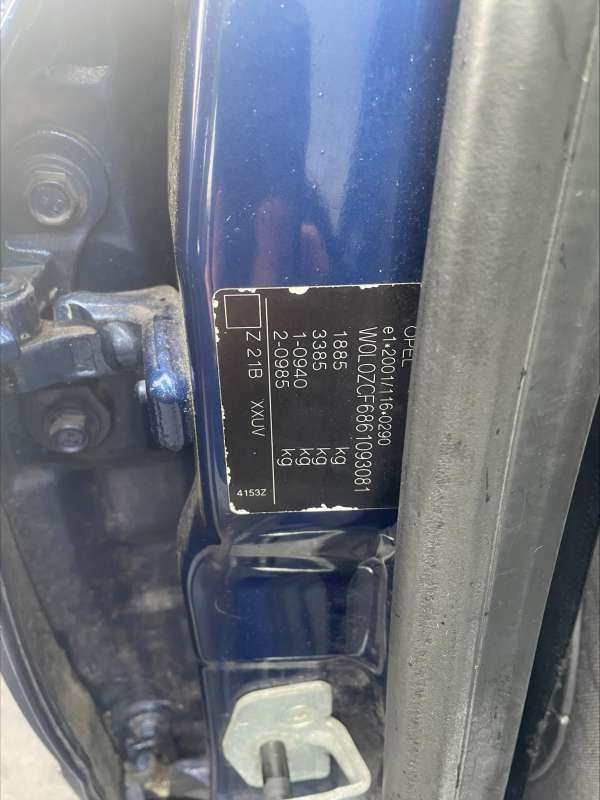 OPEL
e1*2001/116*0290
W0L0ZCF6861093081
1885 kg
3385 kg
1-0940 kg
2-0985 kg
Z 21B XXUV
4153Z